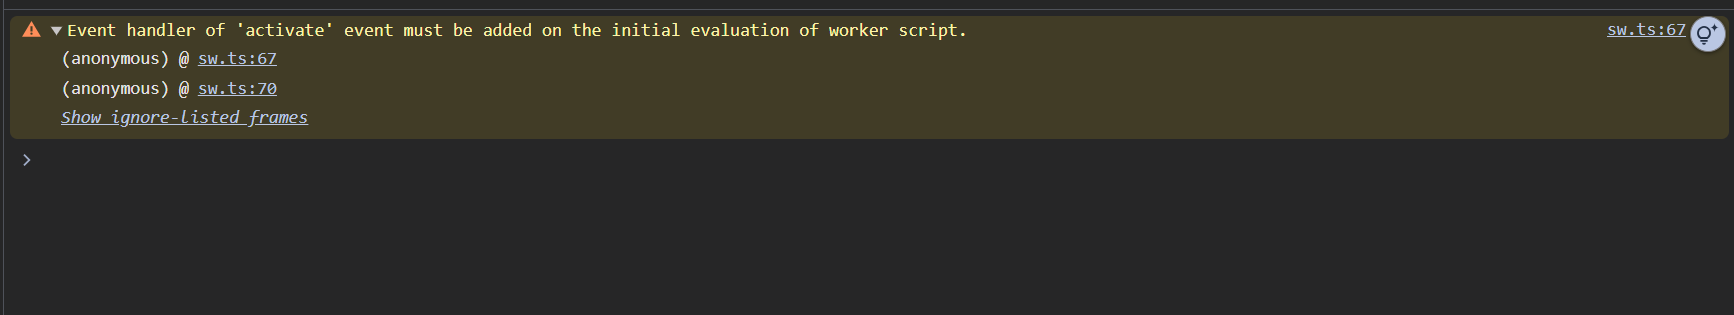 Event handler of 'activate' event must be added on the initial evaluation of worker script. sw.ts:67
(anonymous) @ sw.ts:67
(anonymous) @ sw.ts:70
Show ignore-listed frames